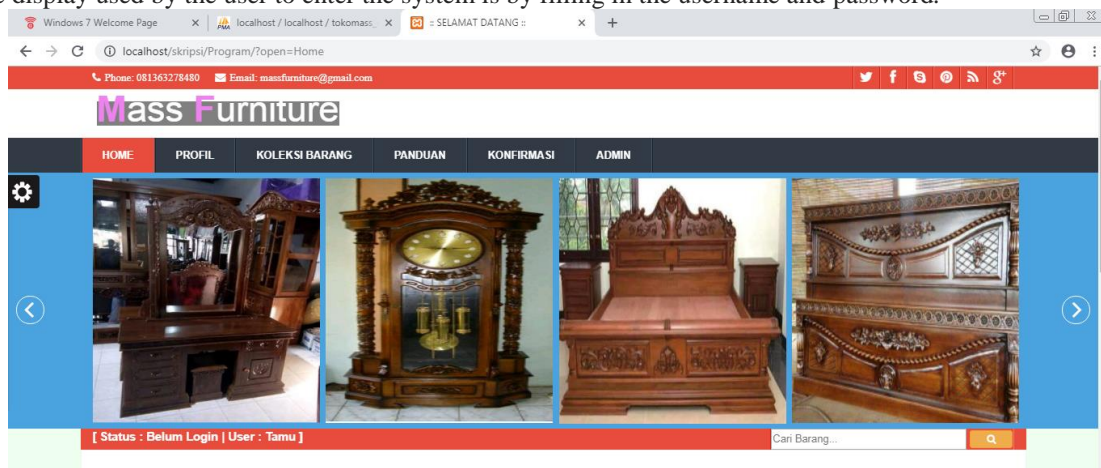 display used by the user to enter the system is by filling in the username and password.
Windows 7 Welcome Page
localhost / localhost / tokomass_
:: SELAMAT DATANG ::
localhost/skripsi/Program/?open=Home
Phone: 081363278480 Email: massfurniture@gmail.com
Mass Furniture
HOME PROFIL KOLEKSI BARANG PANDUAN KONFIRMASI ADMIN
[ Status : Belum Login | User : Tamu ] Cari Barang...